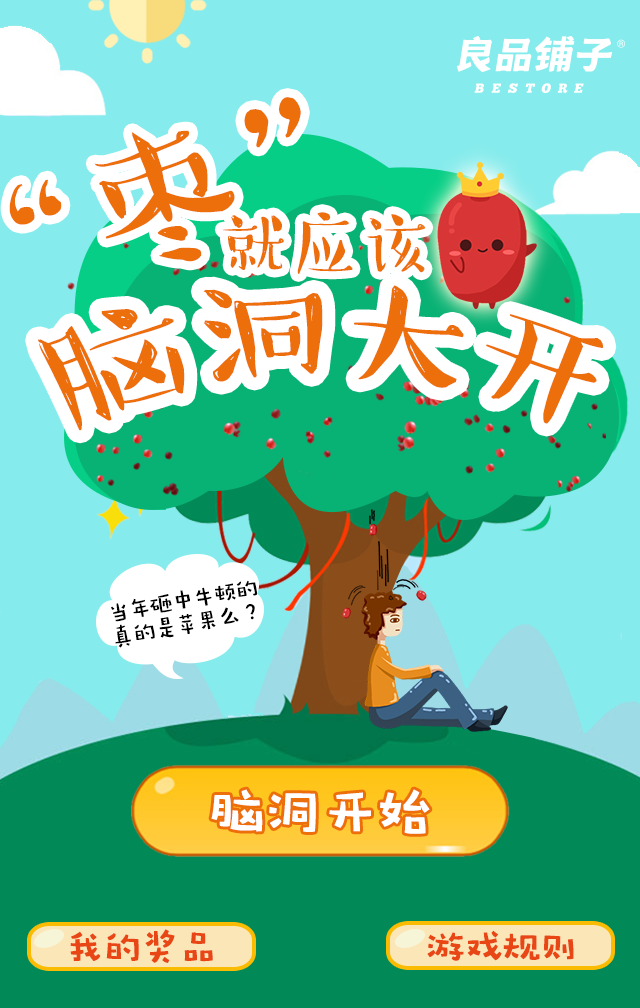 良品铺子®
BESTORE
“枣”
就应该
脑洞大开
当年砸中牛顿的
真的是苹果么？
脑洞开始
我的奖品
游戏规则